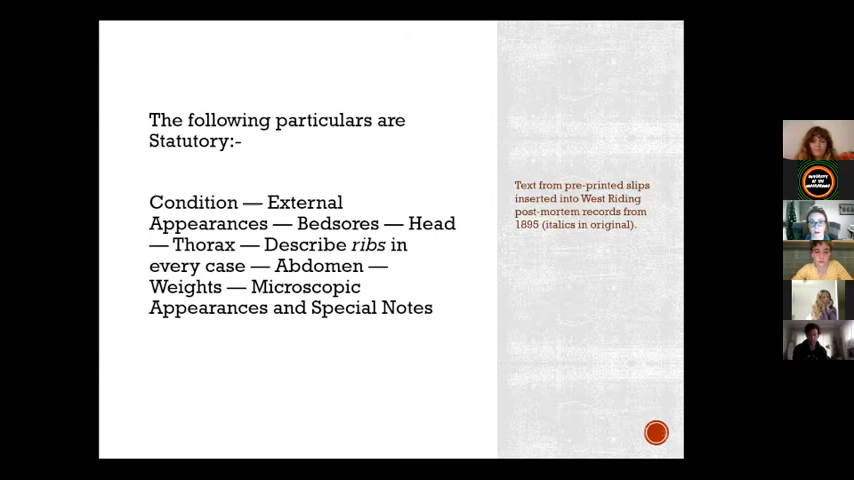 The following particulars are
Statutory:-
Condition — External
Appearances — Bedsores — Head
— Thorax — Describe ribs in
every case — Abdomen —
Weights — Microscopic
Appearances and Special Notes
Text from pre-printed slips
inserted into West Riding
post-mortem records from
1895 (italics in original).